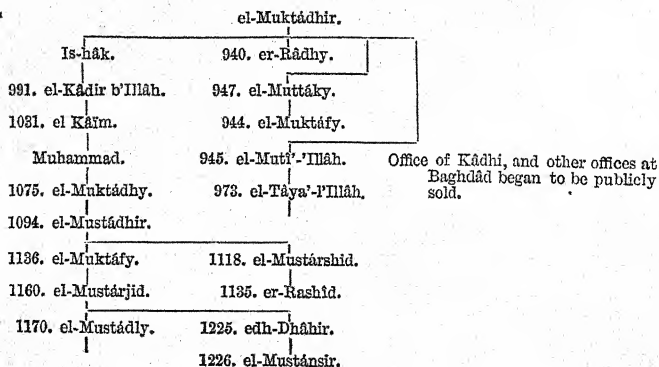 el-Muktádhir.
Is-hâk. 940. er-Râdhy.
991. el-Kâdir b'Illâh. 947. el-Muttáky.
1031. el Kâïm. 944. el-Muktáfy.
Muhammad. 945. el-Mutî'-'Illâh. Office of Kâdhi, and other offices at
1075. el-Muktádhy. 973. el-Tâya'-l'Illâh. Baghdâd began to be publicly
sold.
1094. el-Mustádhir.
1136. el-Muktáfy. 1118. el-Mustárshid.
1160. el-Mustárjid. 1135. er-Rashîd.
1170. el-Mustádly. 1225. edh-Dhâhir.
1226. el-Mustánsir.